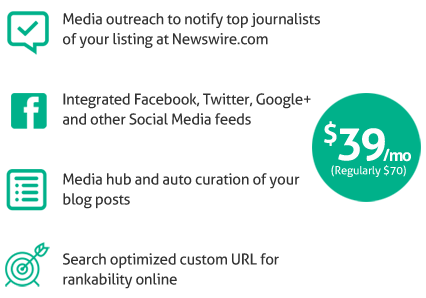 Media outreach to notify top journalists
of your listing at Newswire.com
Integrated Facebook, Twitter, Google+
and other Social Media feeds
$39/mo
(Regularly $70)
Media hub and auto curation of your
blog posts
Search optimized custom URL for
rankability online